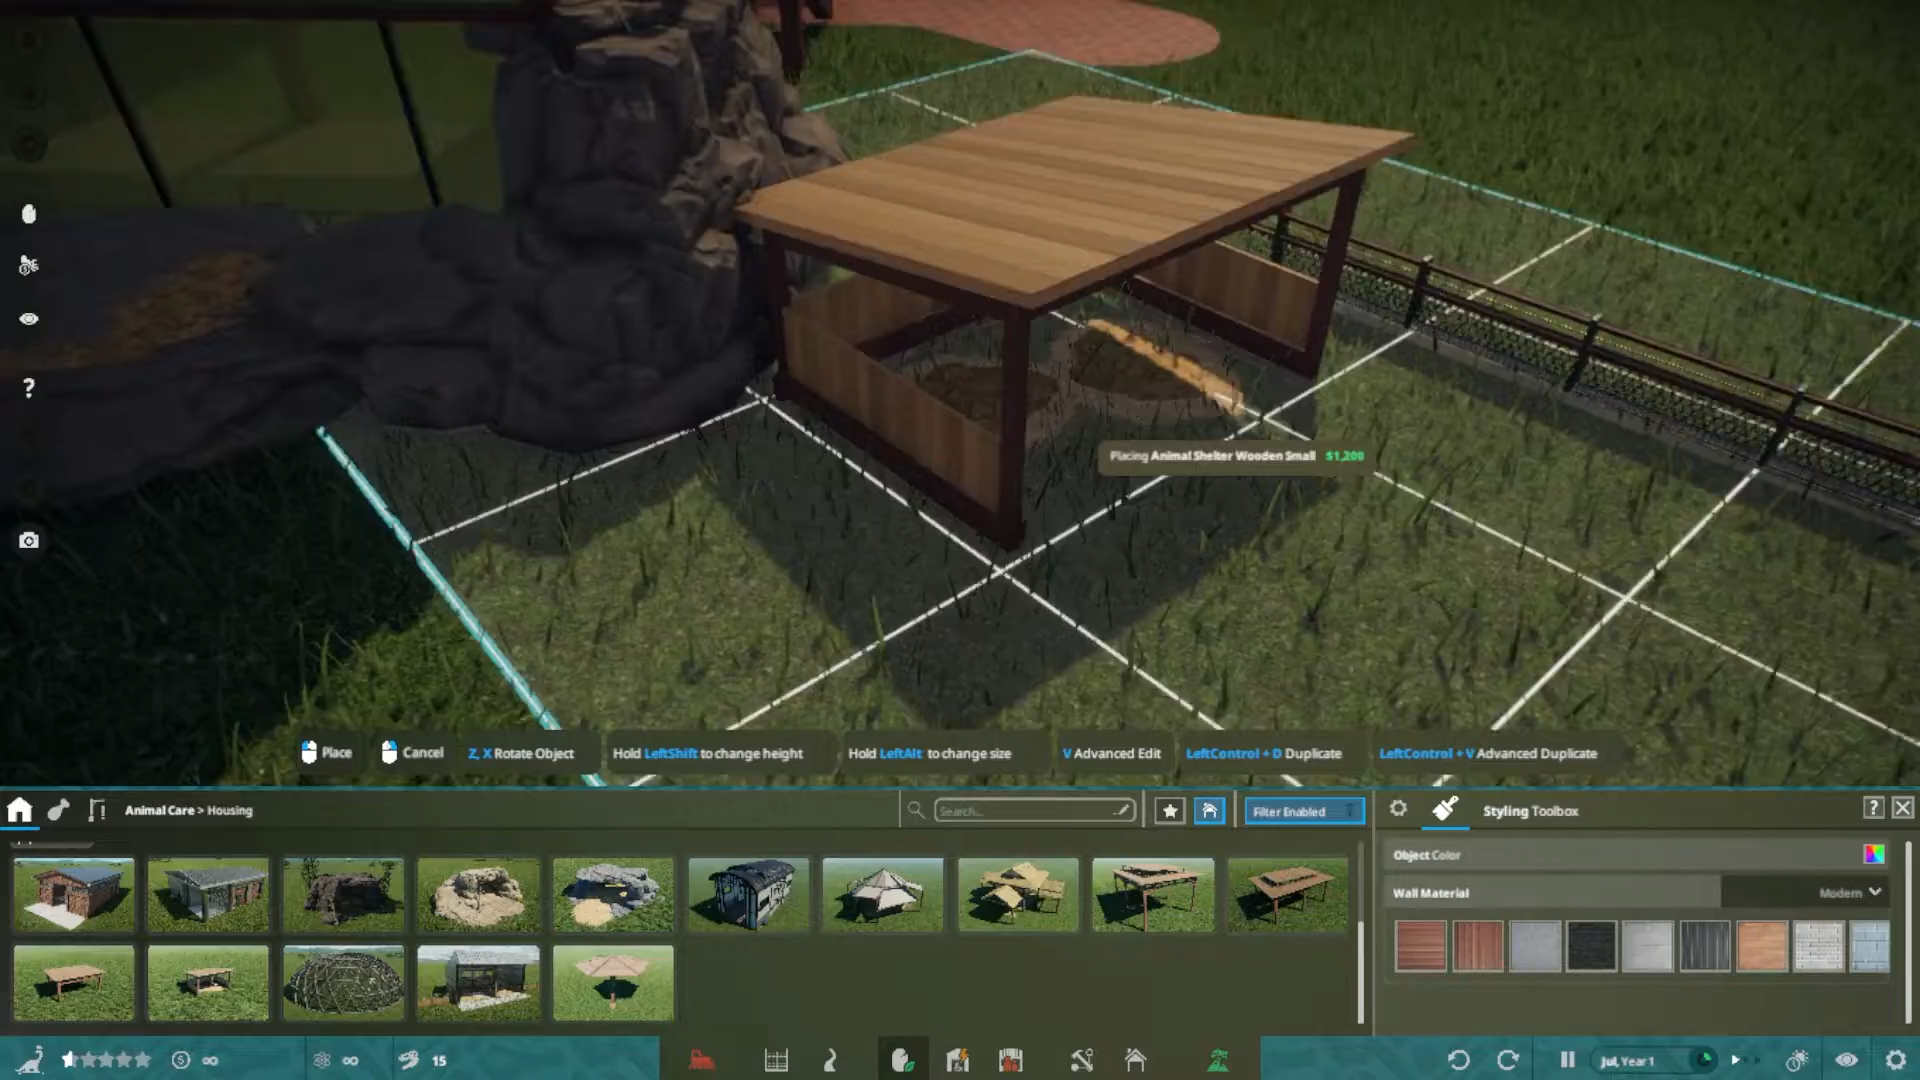 ?
Placing Animal Shelter Wooden Small $1,200
Place
Cancel
Z, X Rotate Object
Hold LeftShift to change height
Hold LeftAlt to change size
V Advanced Edit
LeftControl + D Duplicate
LeftControl + V Advanced Duplicate
Animal Care > Housing
Search...
Filter Enabled
Styling Toolbox
?
Object Color
Wall Material
Modern
∞
∞
15
Jul, Year 1